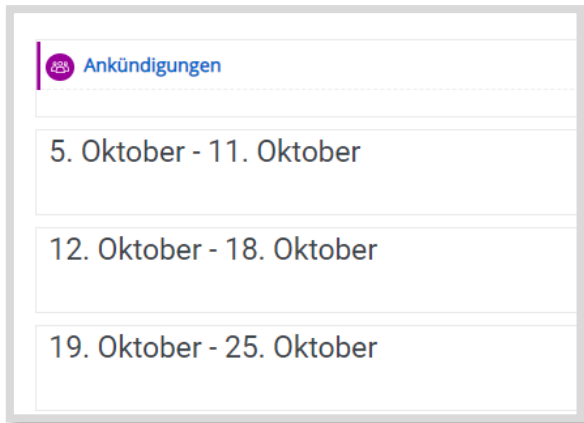 Ankündigungen
5. Oktober - 11. Oktober
12. Oktober - 18. Oktober
19. Oktober - 25. Oktober